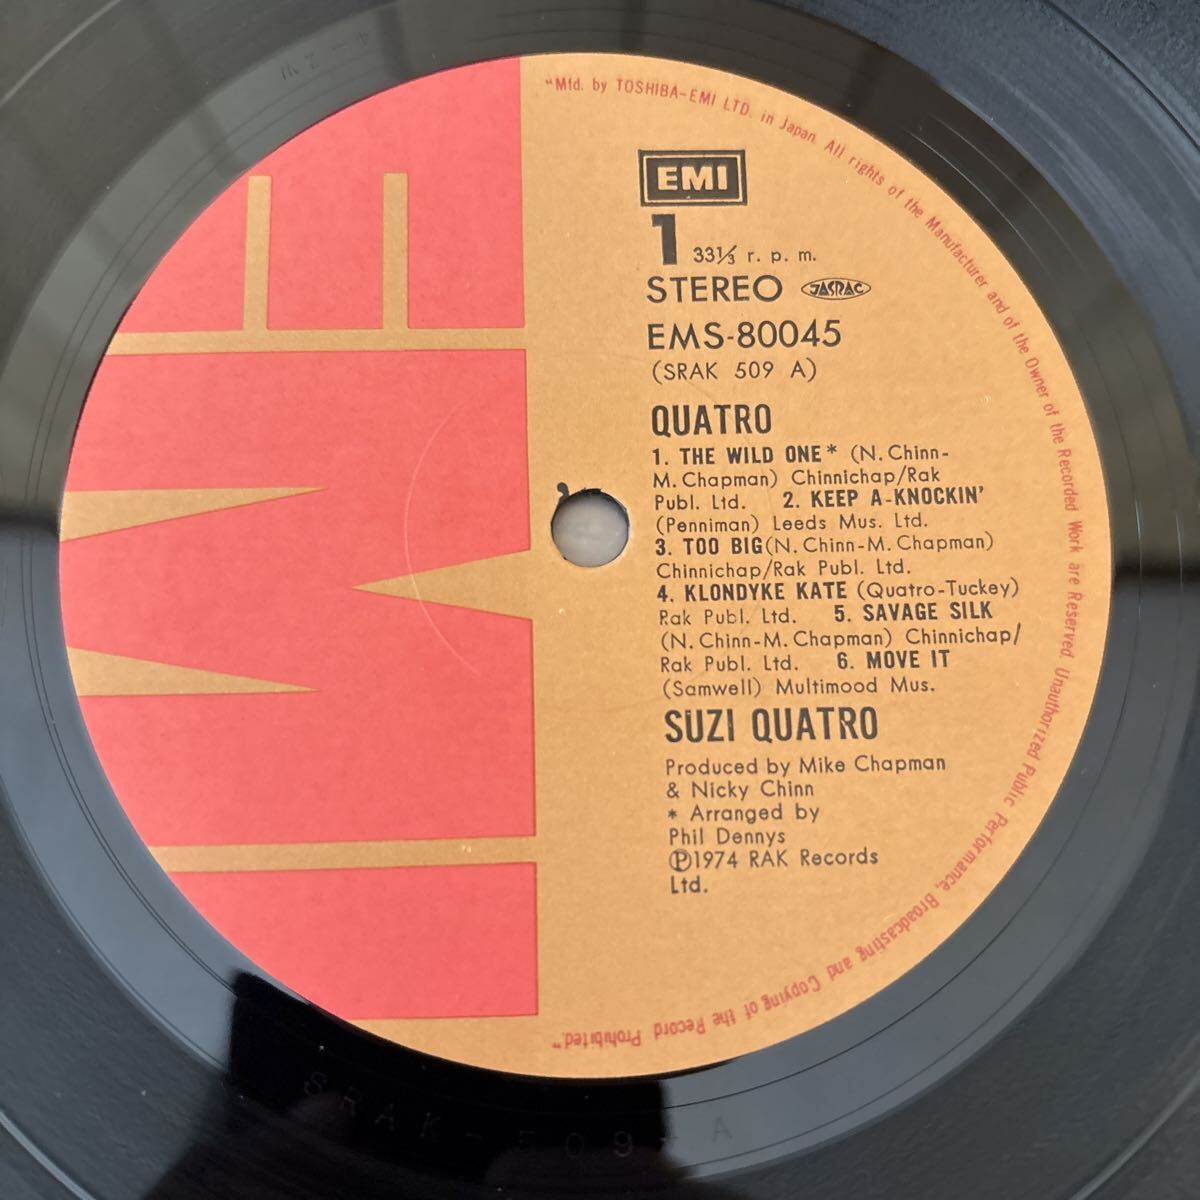 "Mfd. by TOSHIBA-EMI LTD. in Japan. All rights of the Manufacturer and of the Owner of the Recorded Work are Reserved. Unauthorized Public Performance, Broadcasting and Copying of the Record Prohibited."
EMI
1 33⅓ r. p. m.
STEREO JASRAC
EMS-80045
(SRAK 509 A)
QUATRO
1. THE WILD ONE* (N. Chinn-
M. Chapman) Chinnichap/Rak
Publ. Ltd. 2. KEEP A-KNOCKIN'
(Penniman) Leeds Mus. Ltd.
3. TOO BIG(N. Chinn-M. Chapman)
Chinnichap/Rak Publ. Ltd.
4. KLONDYKE KATE (Quatro-Tuckey)
Rak Publ. Ltd. 5. SAVAGE SILK
(N. Chinn-M. Chapman) Chinnichap/
Rak Publ. Ltd. 6. MOVE IT
(Samwell) Multimood Mus.
SUZI QUATRO
Produced by Mike Chapman
& Nicky Chinn
* Arranged by
Phil Dennys
Ⓟ1974 RAK Records
Ltd.
EMI
SRAK-509-A